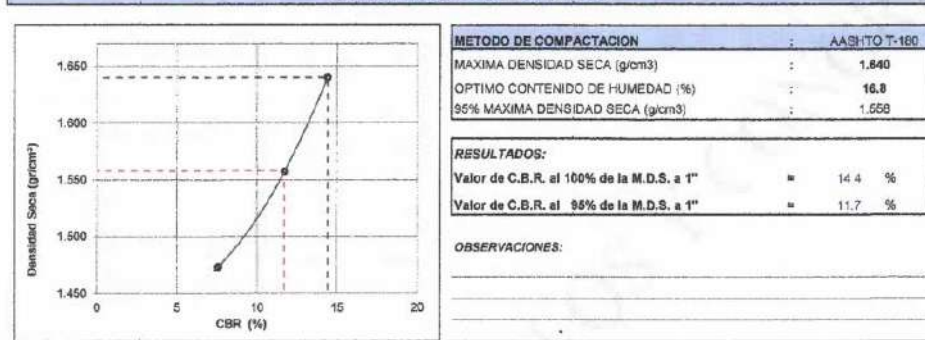 1.650
1.600
1.550
1.500
1.450
0 5 10 15 20
Densidad Seca (gr/cm³)
CBR (%)
METODO DE COMPACTACION : AASHTO T-180
MAXIMA DENSIDAD SECA (g/cm3) : 1.640
OPTIMO CONTENIDO DE HUMEDAD (%) : 16.8
95% MAXIMA DENSIDAD SECA (g/cm3) : 1.558
RESULTADOS:
Valor de C.B.R. al 100% de la M.D.S. a 1" = 14.4 %
Valor de C.B.R. al 95% de la M.D.S. a 1" = 11.7 %
OBSERVACIONES: